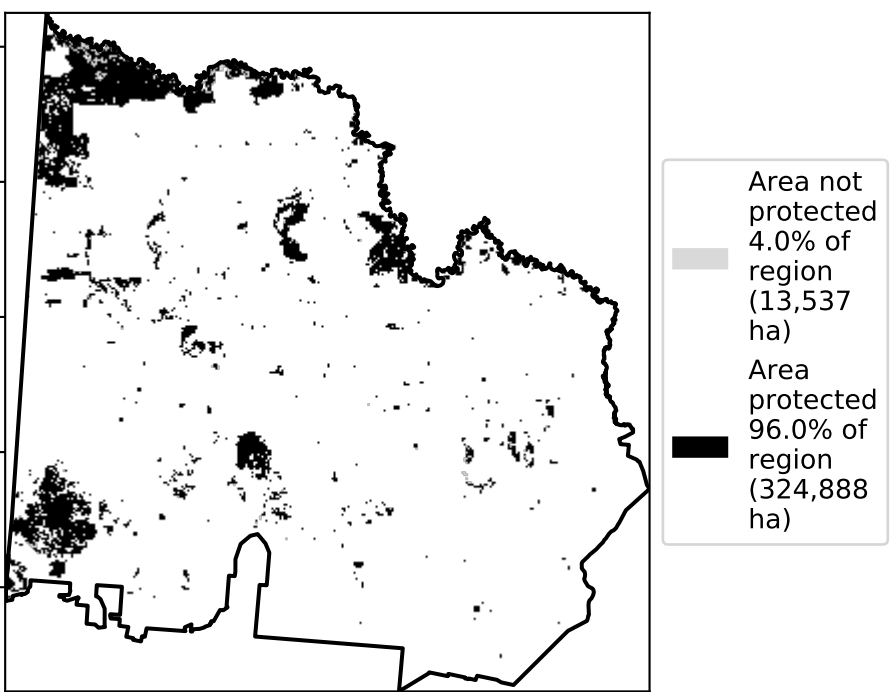 Area not
protected
4.0% of
region
(13,537
ha)
Area
protected
96.0% of
region
(324,888
ha)